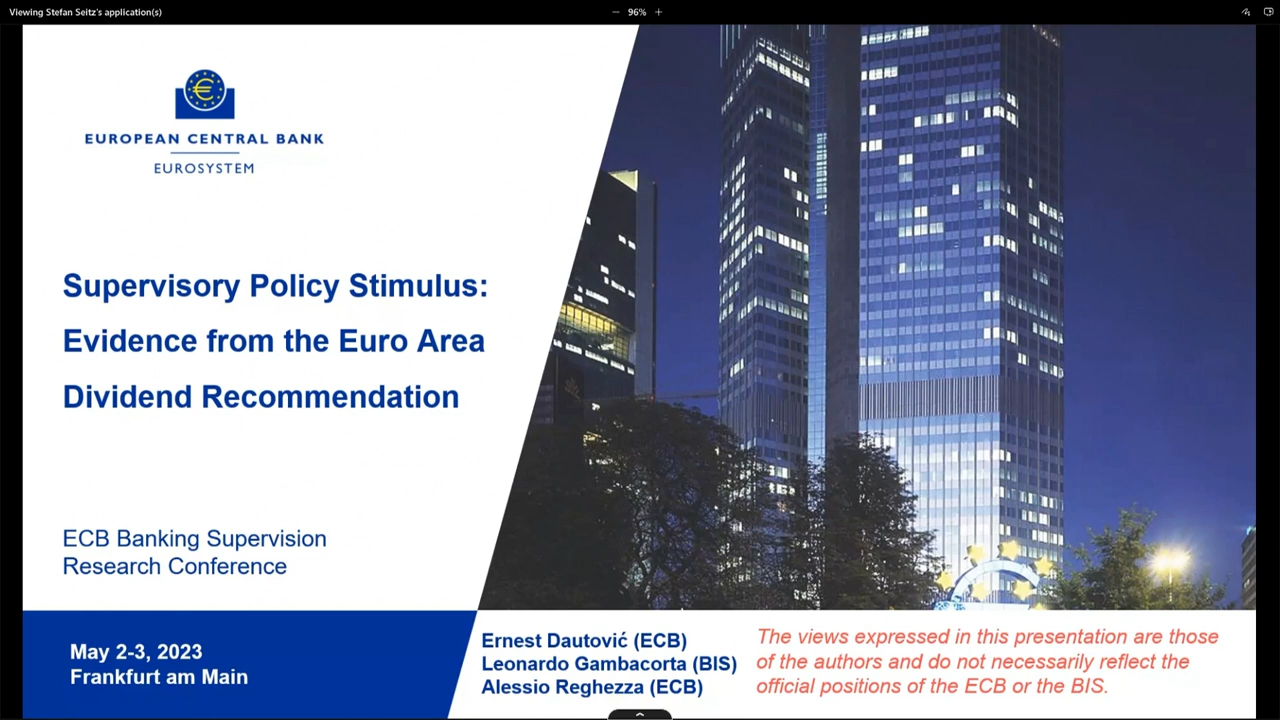 Viewing Stefan Seitz's application(s)
− 96% +
€
EUROPEAN CENTRAL BANK
EUROSYSTEM
Supervisory Policy Stimulus:
Evidence from the Euro Area
Dividend Recommendation
ECB Banking Supervision
Research Conference
May 2-3, 2023
Frankfurt am Main
Ernest Dautović (ECB)
Leonardo Gambacorta (BIS)
Alessio Reghezza (ECB)
The views expressed in this presentation are those
of the authors and do not necessarily reflect the
official positions of the ECB or the BIS.